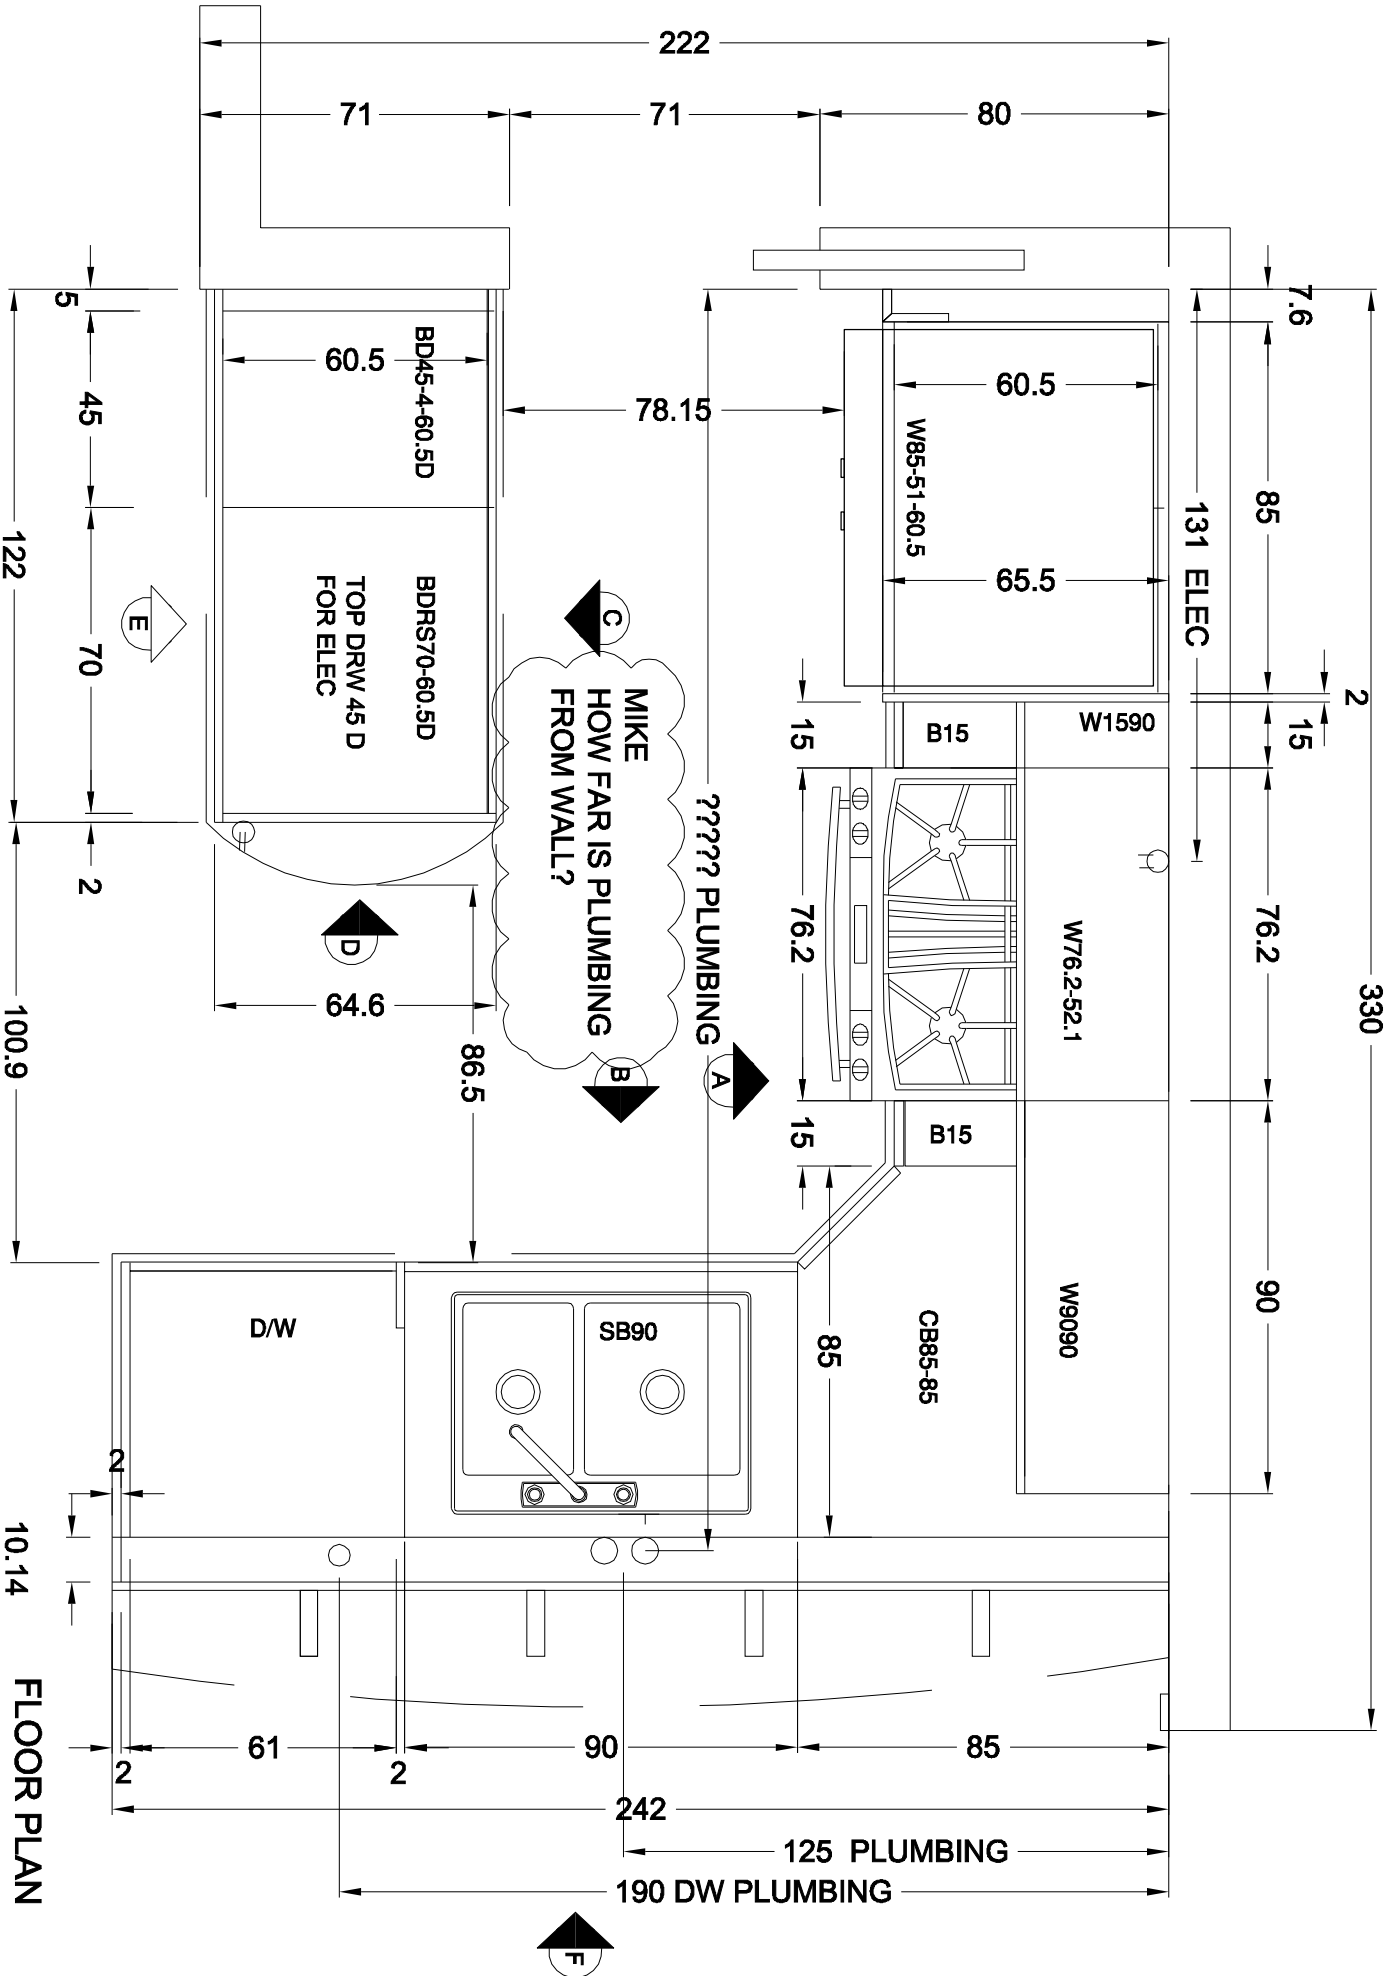 222
71
71
80
7.6
5
330
60.5
BD45-4-60.5D
78.15
60.5
W85-51-60.5
45
85
131 ELEC
122
70
65.5
BDRS70-60.5D
TOP DRW 45 D
FOR ELEC
E
C
2
15
15
B15
W1590
MIKE
HOW FAR IS PLUMBING
FROM WALL?
????? PLUMBING
2
76.2
76.2
W76.2-52.1
D
64.6
100.9
86.5
B
A
15
B15
90
W9090
D/W
SB90
85
CB85-85
2
10.14
2
61
2
90
85
242
125 PLUMBING
190 DW PLUMBING
F
FLOOR PLAN